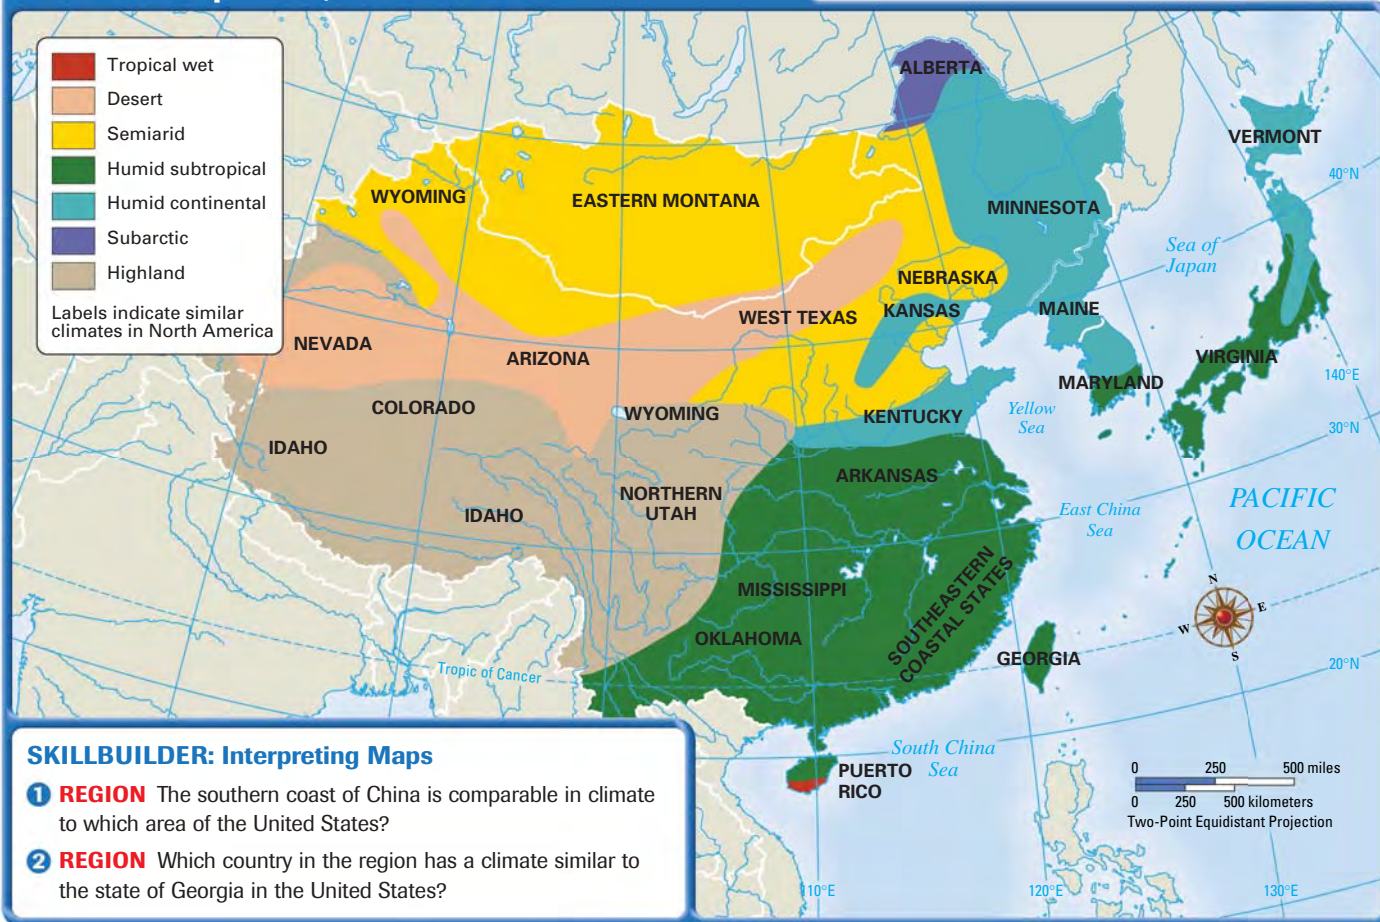 Tropical wet
Desert
Semiarid
Humid subtropical
Humid continental
Subarctic
Highland
Labels indicate similar
climates in North America
ALBERTA
VERMONT
40°N
WYOMING
EASTERN MONTANA
MINNESOTA
Sea of
Japan
NEBRASKA
KANSAS
MAINE
WEST TEXAS
NEVADA
ARIZONA
VIRGINIA
140°E
MARYLAND
COLORADO
WYOMING
KENTUCKY
Yellow
Sea
30°N
IDAHO
ARKANSAS
NORTHERN
UTAH
IDAHO
East China
Sea
PACIFIC
OCEAN
MISSISSIPPI
SOUTHEASTERN
COASTAL STATES
OKLAHOMA
GEORGIA
N
E
W
S
20°N
Tropic of Cancer
South China
Sea
PUERTO
RICO
0 250 500 miles
0 250 500 kilometers
Two-Point Equidistant Projection
110°E
120°E
130°E
SKILLBUILDER: Interpreting Maps
1 REGION The southern coast of China is comparable in climate
to which area of the United States?
2 REGION Which country in the region has a climate similar to
the state of Georgia in the United States?